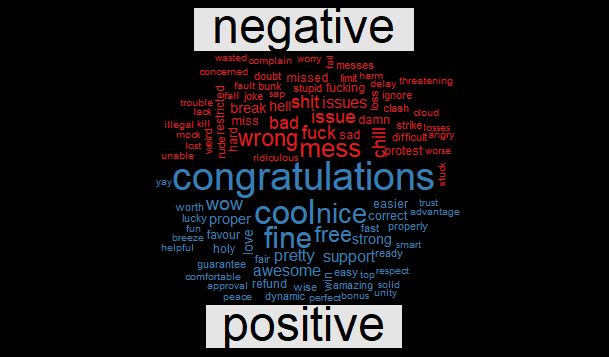 negative
wasted complain worry fail messes
concerned doubt missed limit harm
fault bunk stupid fucking delay threatening
trouble fall joke sap loss ignore
lack restricted break hell shit issues clash cloud
illegal kill miss bad issue damn strike losses
mock weird rude hard wrong fuck sad chill difficult angry
lost mess protest worse
unable ridiculous stuck
yay congratulations
worth wow cool nice easier trust
lucky proper correct advantage
fun favour love fine free fast properly
breeze holy strong smart
helpful fair pretty support ready
guarantee awesome easy top respect
comfortable refund win amazing solid
approval wise bonus unity
peace dynamic perfect
positive